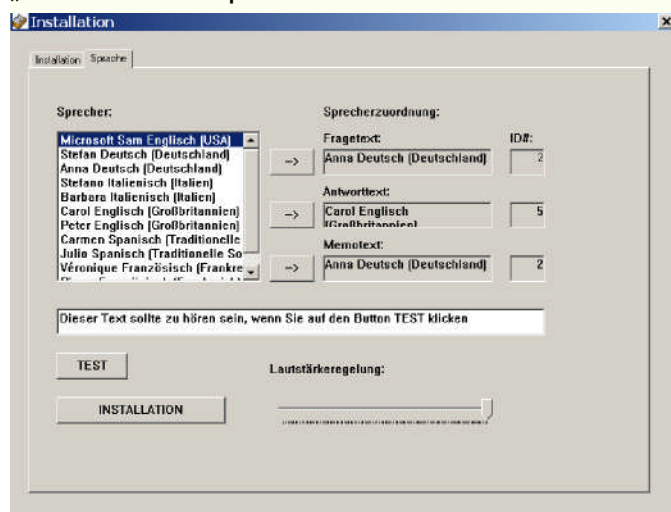 Installation
Installation Sprache
Sprecher:
Sprecherzuordnung:
Microsoft Sam Englisch (USA)
Stefan Deutsch (Deutschland)
Anna Deutsch (Deutschland)
Stefano Italienisch (Italien)
Barbara Italienisch (Italien)
Carol Englisch (Großbritannien)
Peter Englisch (Großbritannien)
Carmen Spanisch (Traditionelle
Julio Spanisch (Traditionelle So
Véronique Französisch (Frankre
Fragetext: ID#:
--> Anna Deutsch (Deutschland) 2
Antworttext:
--> Carol Englisch 5
(Großbritannien)
Memotext:
--> Anna Deutsch (Deutschland) 2
Dieser Text sollte zu hören sein, wenn Sie auf den Button TEST klicken
TEST
Lautstärkeregelung:
INSTALLATION